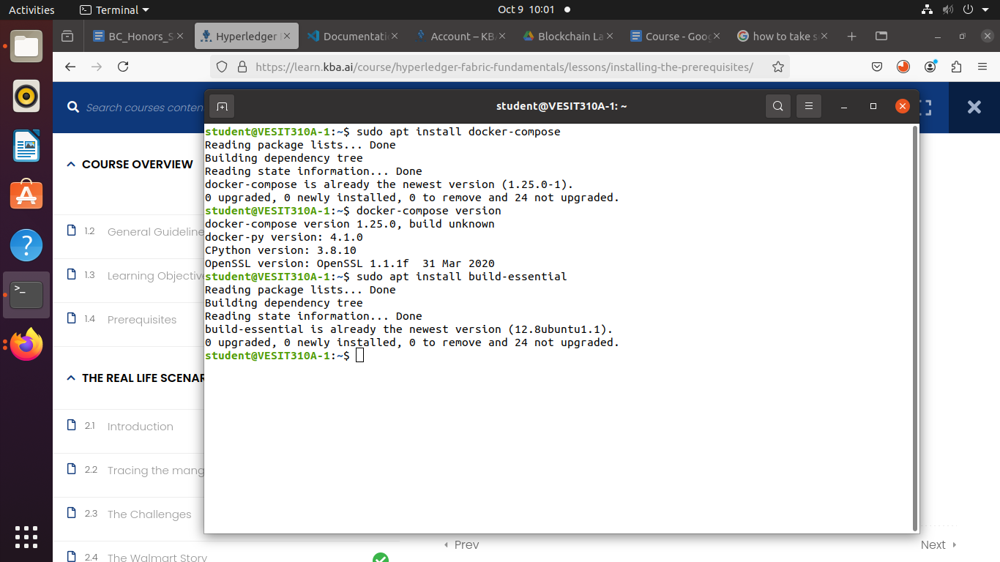 Activities
Terminal
Oct 9 10:01
BC_Honors_S
Hyperledger
Documentati
Account – KB
Blockchain La
Course - Goo
how to take s
https://learn.kba.ai/course/hyperledger-fabric-fundamentals/lessons/installing-the-prerequisites/
Search courses conten
student@VESIT310A-1: ~
student@VESIT310A-1:~$ sudo apt install docker-compose
Reading package lists... Done
Building dependency tree
Reading state information... Done
docker-compose is already the newest version (1.25.0-1).
0 upgraded, 0 newly installed, 0 to remove and 24 not upgraded.
student@VESIT310A-1:~$ docker-compose version
docker-compose version 1.25.0, build unknown
docker-py version: 4.1.0
CPython version: 3.8.10
OpenSSL version: OpenSSL 1.1.1f  31 Mar 2020
student@VESIT310A-1:~$ sudo apt install build-essential
Reading package lists... Done
Building dependency tree
Reading state information... Done
build-essential is already the newest version (12.8ubuntu1.1).
0 upgraded, 0 newly installed, 0 to remove and 24 not upgraded.
student@VESIT310A-1:~$
COURSE OVERVIEW
1.2 General Guideline
1.3 Learning Objective
1.4 Prerequisites
THE REAL LIFE SCENAR
2.1 Introduction
2.2 Tracing the mang
2.3 The Challenges
2.4 The Walmart Story
Prev
Next